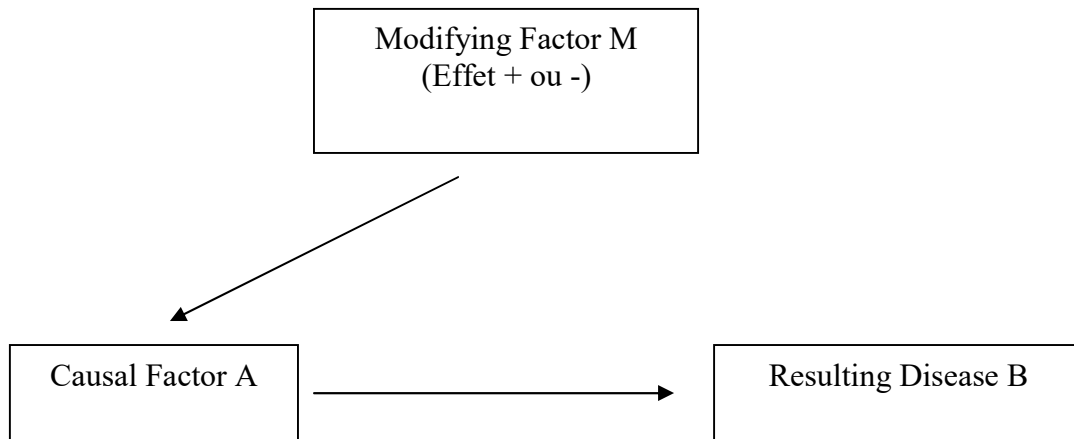 Modifying Factor M
(Effet + ou -)
Causal Factor A
Resulting Disease B